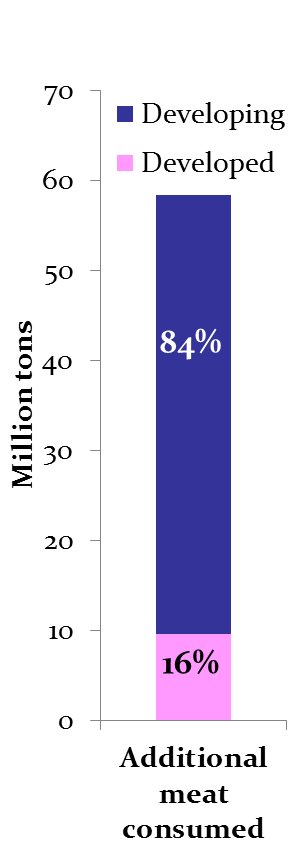 70
60
50
40
30
20
10
0
Million tons
Developing
Developed
84%
16%
Additional
meat
consumed